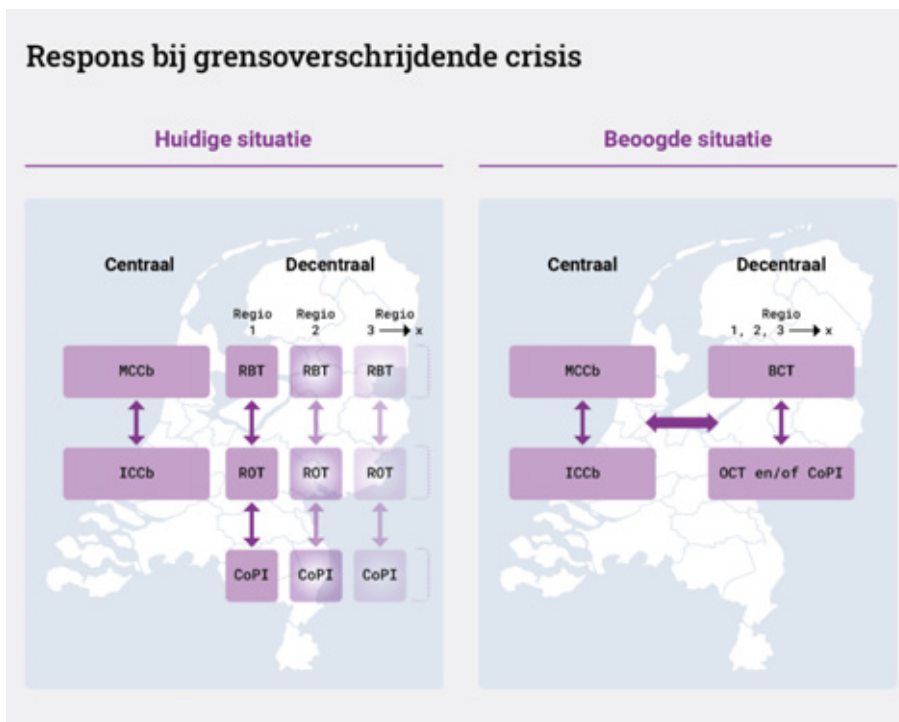 Respons bij grensoverschrijdende crisis
Huidige situatie
Centraal
Decentraal
Regio 1
Regio 2
Regio 3 → x
MCCb
RBT
RBT
RBT
ICCb
ROT
ROT
ROT
CoPI
CoPI
CoPI
Beoogde situatie
Centraal
Decentraal
Regio
1, 2, 3 → x
MCCb
BCT
ICCb
OCT en/of CoPI